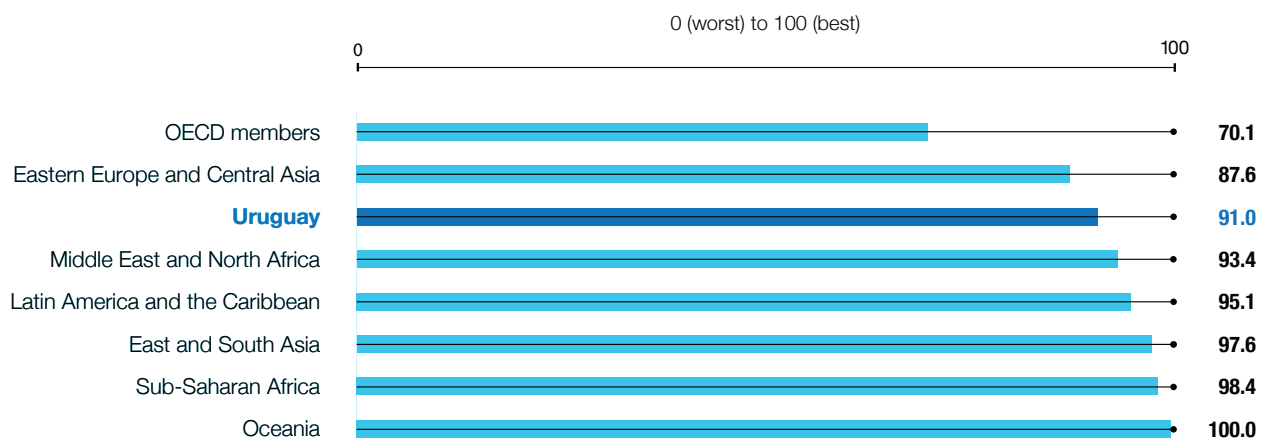 0 (worst) to 100 (best)
0 100
OECD members 70.1
Eastern Europe and Central Asia 87.6
Uruguay 91.0
Middle East and North Africa 93.4
Latin America and the Caribbean 95.1
East and South Asia 97.6
Sub-Saharan Africa 98.4
Oceania 100.0